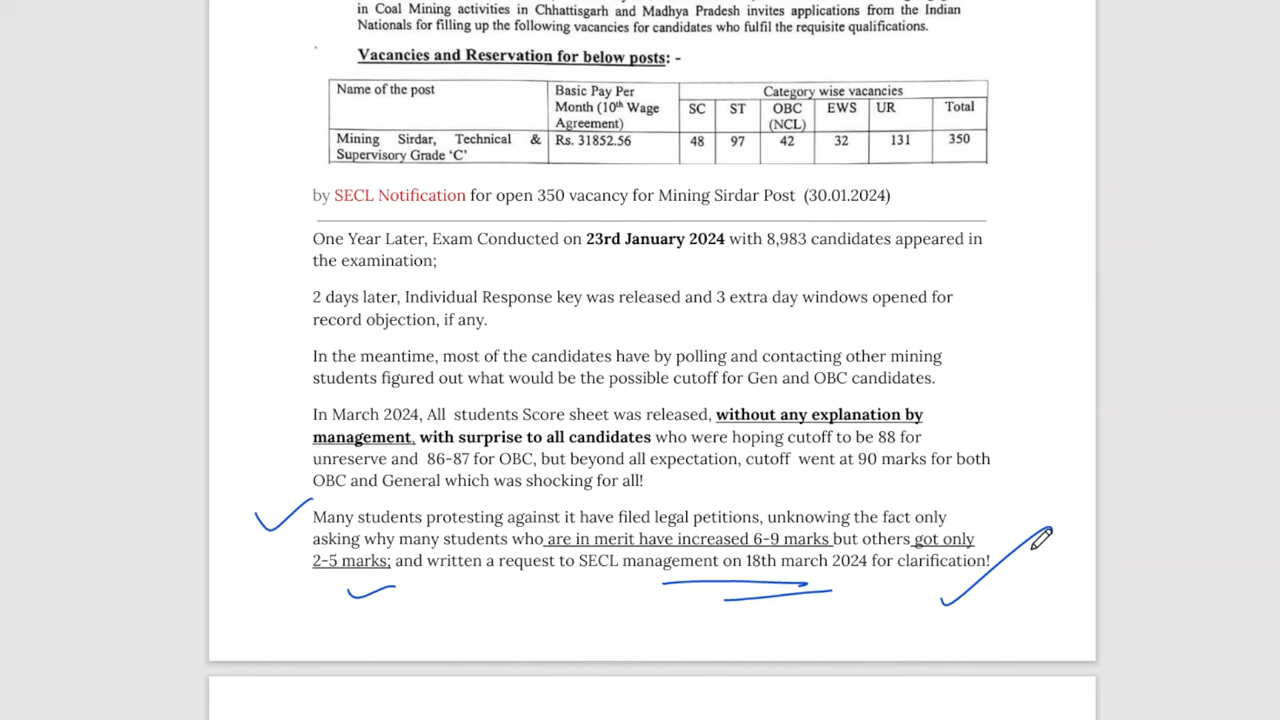 in Coal Mining activities in Chhattisgarh and Madhya Pradesh invites applications from the Indian
Nationals for filling up the following vacancies for candidates who fulfil the requisite qualifications.
Vacancies and Reservation for below posts: -
Name of the post Basic Pay Per Month (10th Wage Agreement) Category wise vacancies
SC ST OBC (NCL) EWS UR Total
Mining Sirdar, Technical & Supervisory Grade 'C' Rs. 31852.56 48 97 42 32 131 350
by SECL Notification for open 350 vacancy for Mining Sirdar Post (30.01.2024)
One Year Later, Exam Conducted on 23rd January 2024 with 8,983 candidates appeared in
the examination;
2 days later, Individual Response key was released and 3 extra day windows opened for
record objection, if any.
In the meantime, most of the candidates have by polling and contacting other mining
students figured out what would be the possible cutoff for Gen and OBC candidates.
In March 2024, All students Score sheet was released, without any explanation by
management, with surprise to all candidates who were hoping cutoff to be 88 for
unreserve and 86-87 for OBC, but beyond all expectation, cutoff went at 90 marks for both
OBC and General which was shocking for all!
Many students protesting against it have filed legal petitions, unknowing the fact only
asking why many students who are in merit have increased 6-9 marks but others got only
2-5 marks; and written a request to SECL management on 18th march 2024 for clarification!